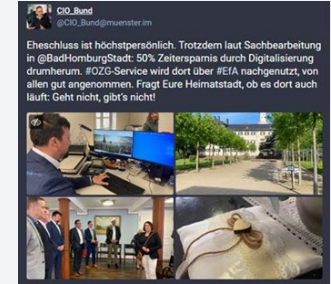 CIO_Bund
@CIO_Bund@muenster.im
Eheschluss ist höchstpersönlich. Trotzdem laut Sachbearbeitung
in @BadHomburgStadt: 50% Zeitersparnis durch Digitalisierung
drumherum. #OZG-Service wird dort über #EfA nachgenutzt, von
allen gut angenommen. Fragt Eure Heimatstadt, ob es dort auch
läuft: Geht nicht, gibt's nicht!